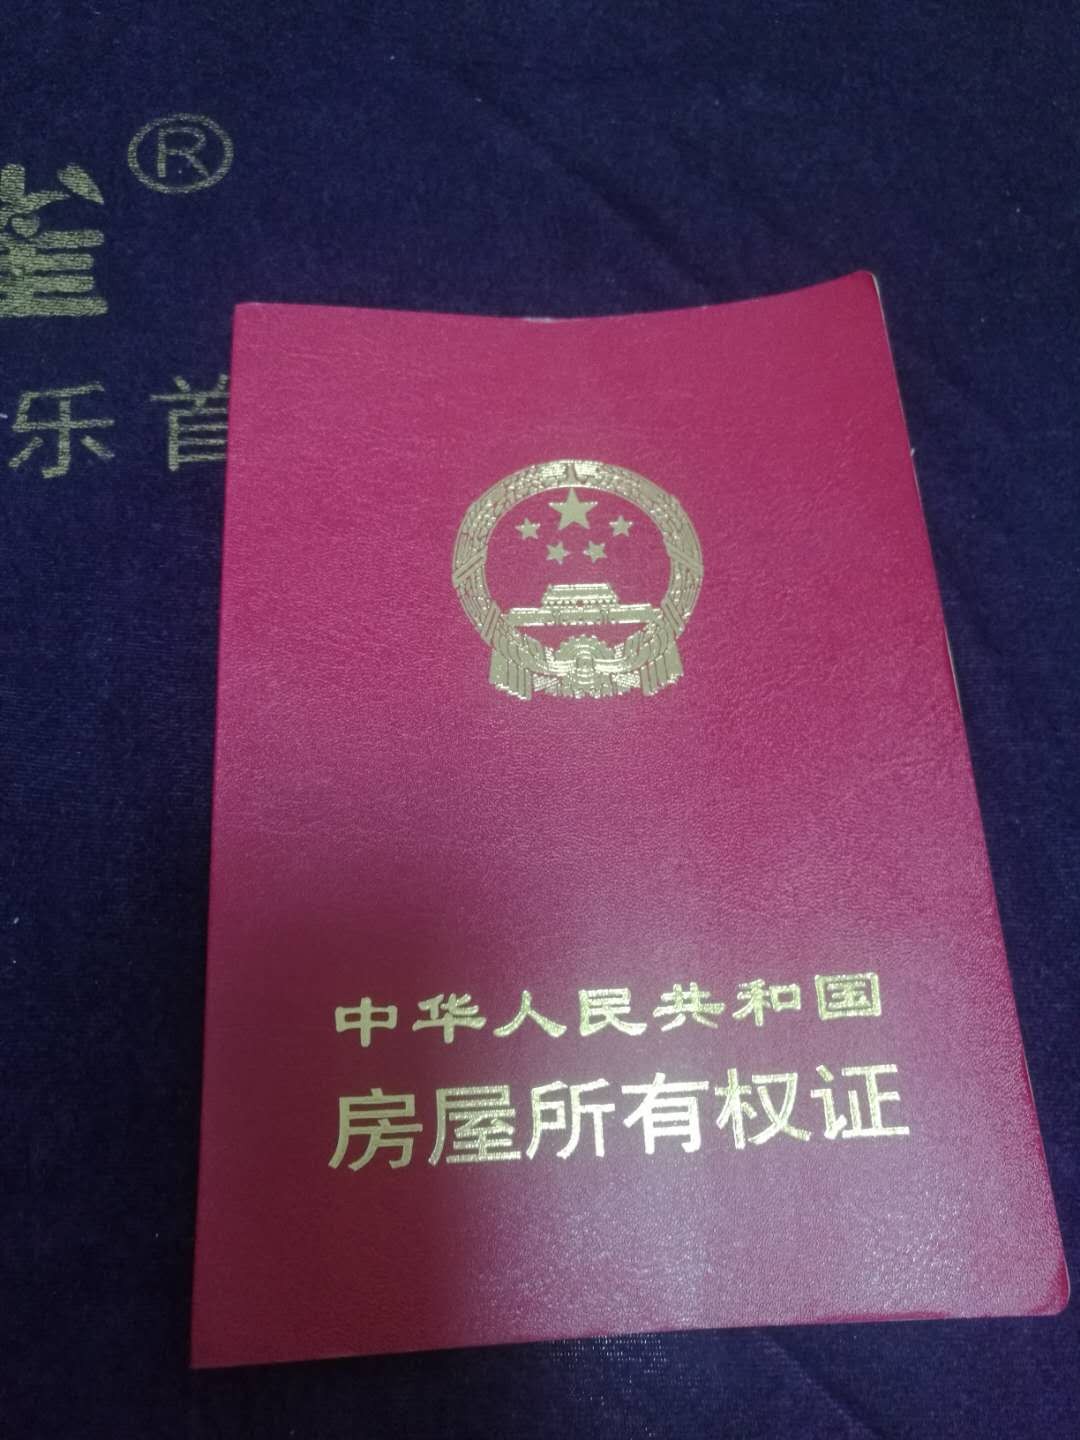 ®
乐首
中华人民共和国
房屋所有权证